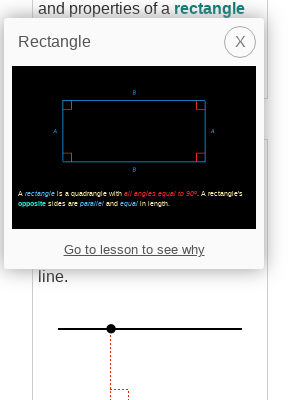 and properties of a rectangle
Rectangle
X
B
A
A
B
A rectangle is a quadrangle with all angles equal to 90º. A rectangle's
opposite sides are parallel and equal in length.
Go to lesson to see why
line.